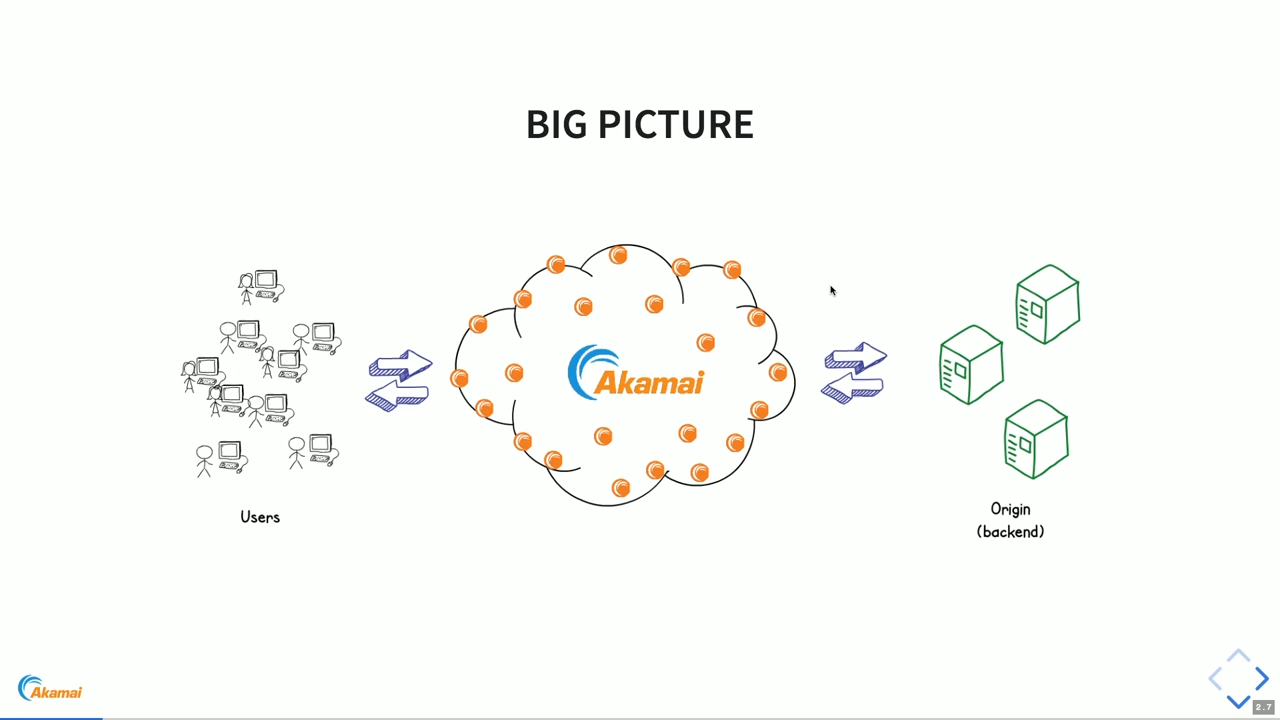 BIG PICTURE
Akamai
Users
Origin
(backend)
Akamai
2.7